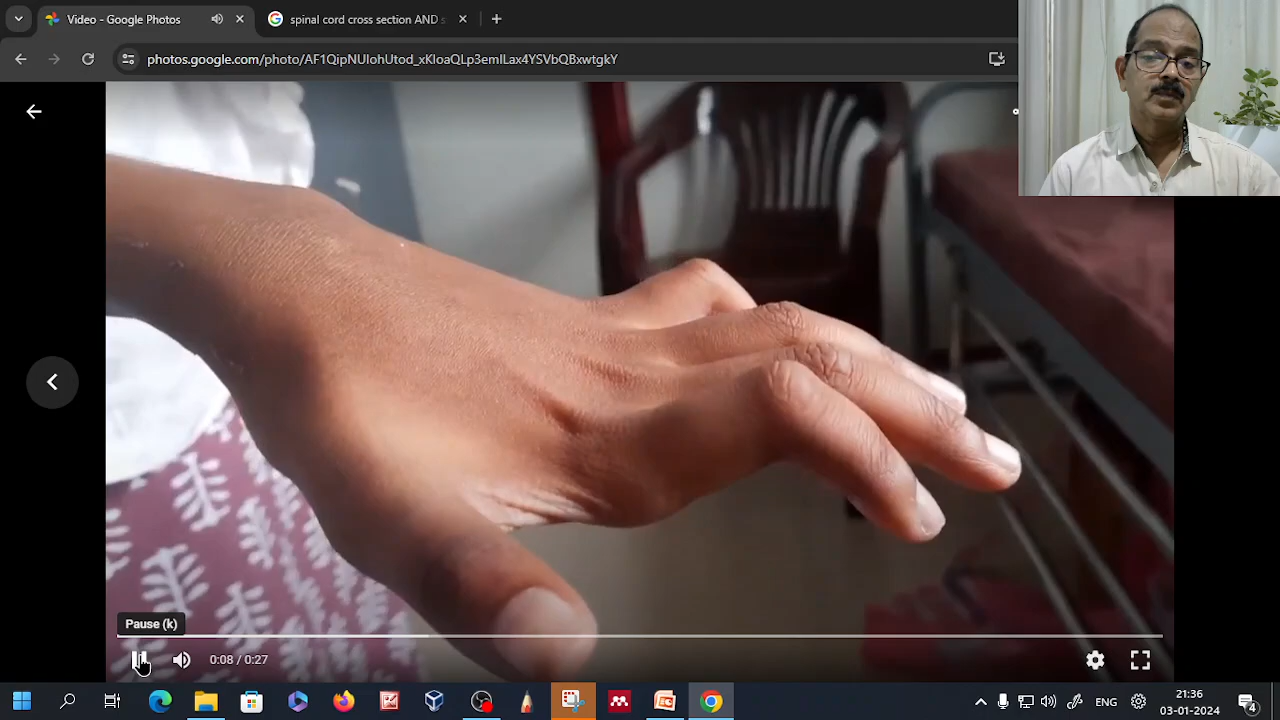 Video - Google Photos
spinal cord cross section AND s
photos.google.com/photo/AF1QipNUIohUtod_xKloaQLp3emILax4YSVbQBxwtgkY
Pause (k)
0:08 / 0:27
ENG
21:36
03-01-2024
4